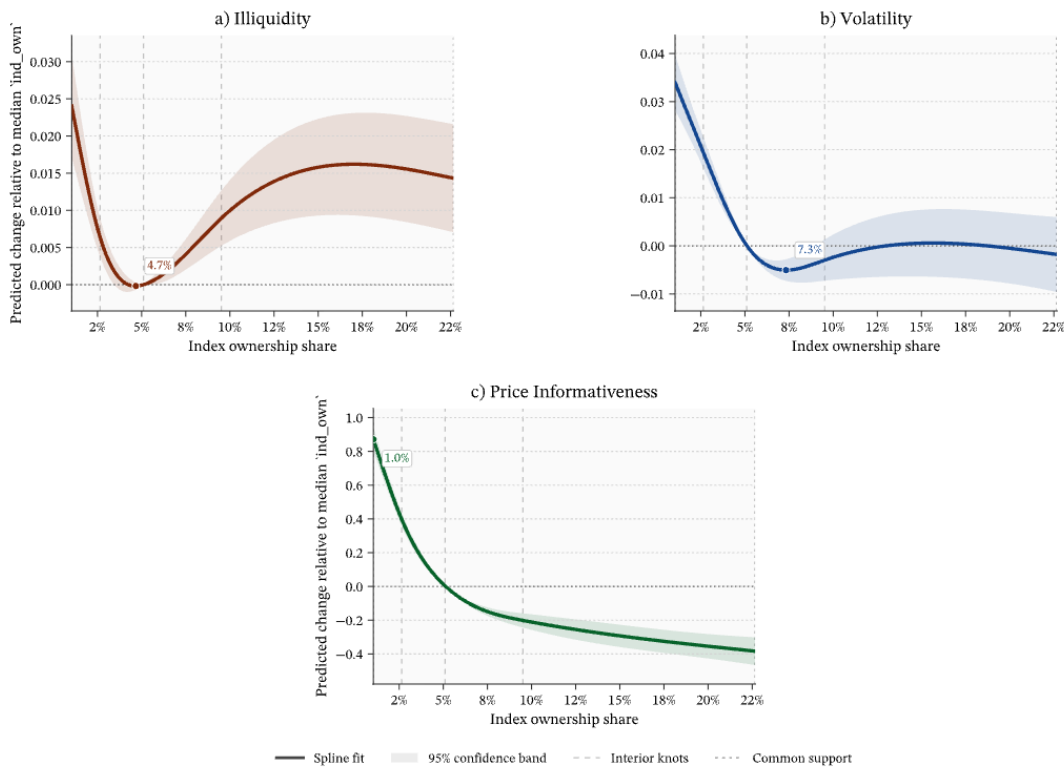 a) Illiquidity
Predicted change relative to median `ind_own`
0.030
0.025
0.020
0.015
0.010
0.005
0.000
4.7%
2% 5% 8% 10% 12% 15% 18% 20% 22%
Index ownership share
b) Volatility
0.04
0.03
0.02
0.01
0.00
−0.01
7.3%
2% 5% 8% 10% 12% 15% 18% 20% 22%
Index ownership share
c) Price Informativeness
Predicted change relative to median `ind_own`
1.0
0.8
0.6
0.4
0.2
0.0
−0.2
−0.4
1.0%
2% 5% 8% 10% 12% 15% 18% 20% 22%
Index ownership share
Spline fit 95% confidence band Interior knots Common support